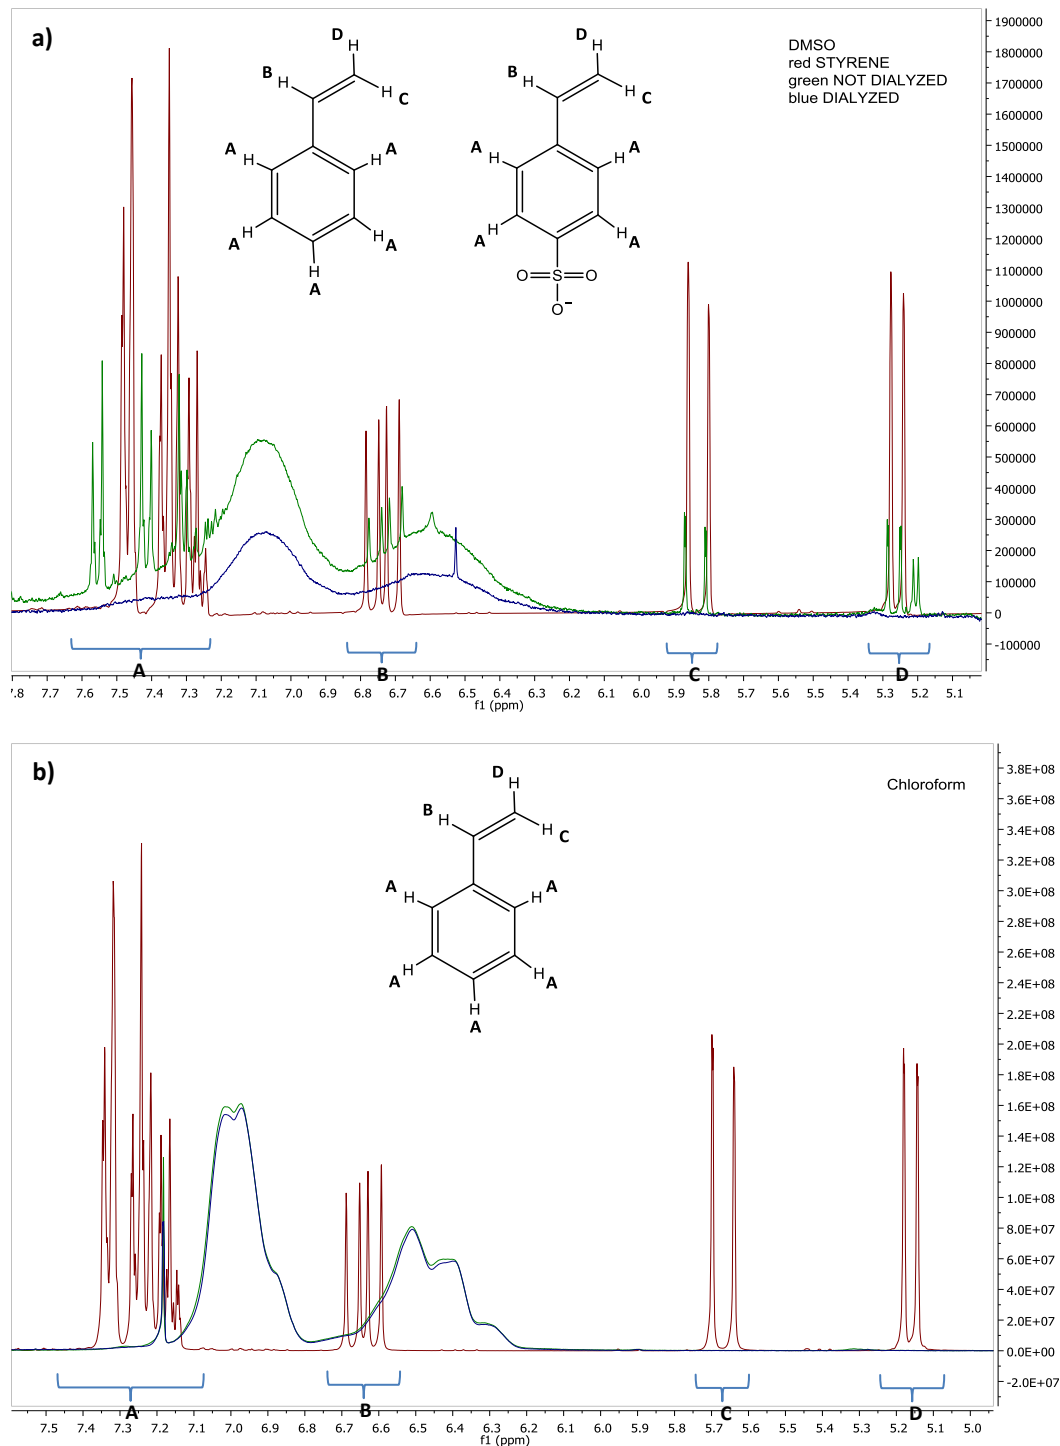 a)
DMSO
red STYRENE
green NOT DIALYZED
blue DIALYZED
D
H
B
H
H
C
A
H
H
A
A
H
H
A
H
A
D
H
B
H
H
C
A
H
H
A
A
H
H
A
O
S
O
O−
1900000
1800000
1700000
1600000
1500000
1400000
1300000
1200000
1100000
1000000
900000
800000
700000
600000
500000
400000
300000
200000
100000
0
-100000
A
B
C
D
7.8 7.7 7.6 7.5 7.4 7.3 7.2 7.1 7.0 6.9 6.8 6.7 6.6 6.5 6.4 6.3 6.2 6.1 6.0 5.9 5.8 5.7 5.6 5.5 5.4 5.3 5.2 5.1
f1 (ppm)
b)
Chloroform
D
H
B
H
H
C
A
H
H
A
A
H
H
A
H
A
3.8E+08
3.6E+08
3.4E+08
3.2E+08
3.0E+08
2.8E+08
2.6E+08
2.4E+08
2.2E+08
2.0E+08
1.8E+08
1.6E+08
1.4E+08
1.2E+08
1.0E+08
8.0E+07
6.0E+07
4.0E+07
2.0E+07
0.0E+00
-2.0E+07
A
B
C
D
7.5 7.4 7.3 7.2 7.1 7.0 6.9 6.8 6.7 6.6 6.5 6.4 6.3 6.2 6.1 6.0 5.9 5.8 5.7 5.6 5.5 5.4 5.3 5.2 5.1 5.0
f1 (ppm)